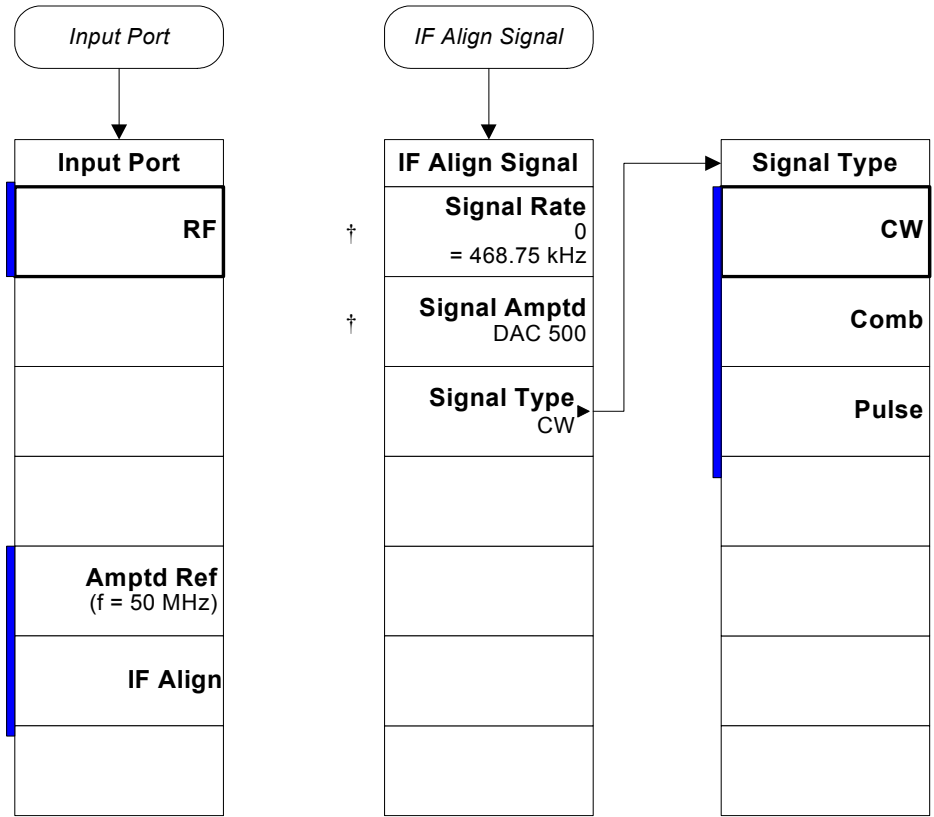 Input Port
Input Port
RF
Amptd Ref
(f = 50 MHz)
IF Align
IF Align Signal
IF Align Signal
†
Signal Rate
0
= 468.75 kHz
†
Signal Amptd
DAC 500
Signal Type
CW
Signal Type
CW
Comb
Pulse